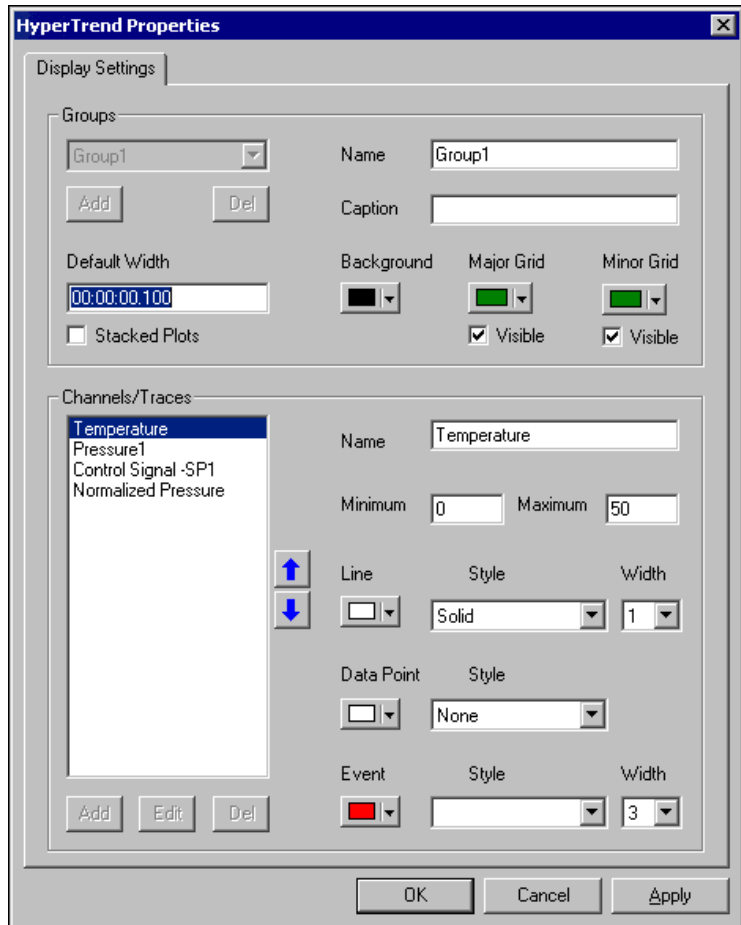 HyperTrend Properties
Display Settings
Groups
Group1
Name
Group1
Add
Del
Caption
Default Width
Background
Major Grid
Minor Grid
00:00:00.100
Stacked Plots
Visible
Visible
Channels/Traces
Temperature
Pressure1
Control Signal -SP1
Normalized Pressure
Name
Temperature
Minimum
0
Maximum
50
Line
Style
Width
Solid
1
Data Point
Style
None
Event
Style
Width
3
Add
Edit
Del
OK
Cancel
Apply